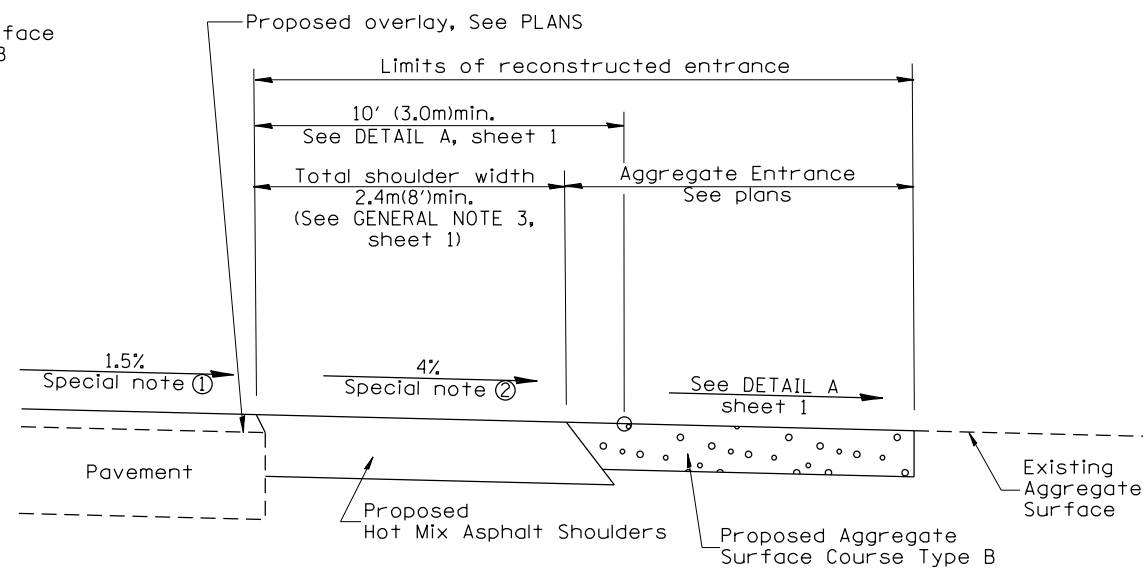 rface
B
Proposed overlay, See PLANS
Limits of reconstructed entrance
10' (3.0m)min.
See DETAIL A, sheet 1
Total shoulder width
2.4m(8')min.
(See GENERAL NOTE 3,
sheet 1)
Aggregate Entrance
See plans
1.5%
Special note ①
4%
Special note ②
See DETAIL A
sheet 1
Pavement
Proposed
Hot Mix Asphalt Shoulders
Proposed Aggregate
Surface Course Type B
Existing
Aggregate
Surface